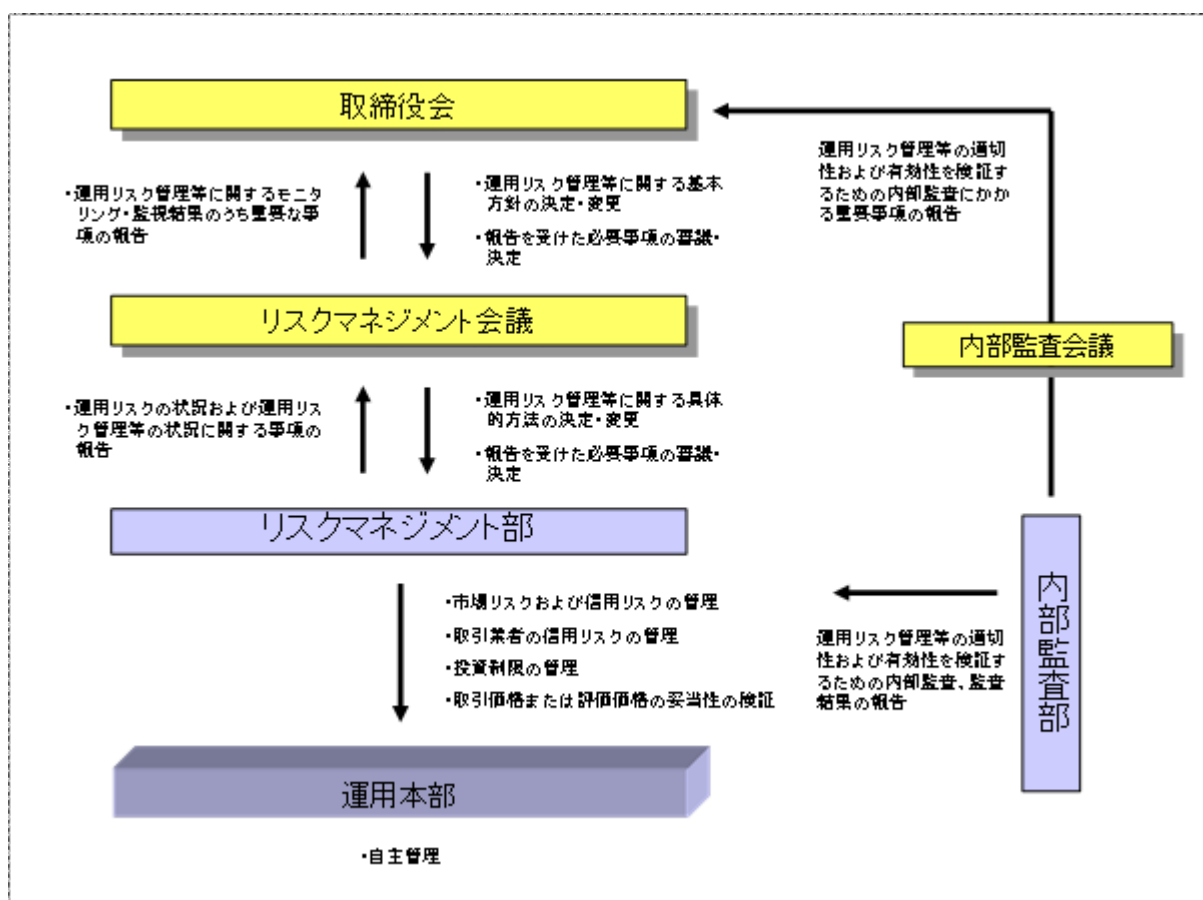 取締役会
・運用リスク管理等に関するモニ
タリング・監視結果のうち重要な事
項の報告
・運用リスク管理等に関する基本
方針の決定・変更
・報告を受けた必要事項の審議・
決定
運用リスク管理等の適切
性および有効性を検証す
るための内部監査にかか
る重要事項の報告
リスクマネジメント会議
内部監査会議
・運用リスクの状況および運用リス
ク管理等の状況に関する事項の
報告
・運用リスク管理等に関する具体
的方法の決定・変更
・報告を受けた必要事項の審議・
決定
リスクマネジメント部
内部監査部
・市場リスクおよび信用リスクの管理
・取引業者の信用リスクの管理
・投資制限の管理
・取引価格または評価価格の妥当性の検証
運用リスク管理等の適切
性および有効性を検証す
るための内部監査、監査
結果の報告
運用本部
・自主管理